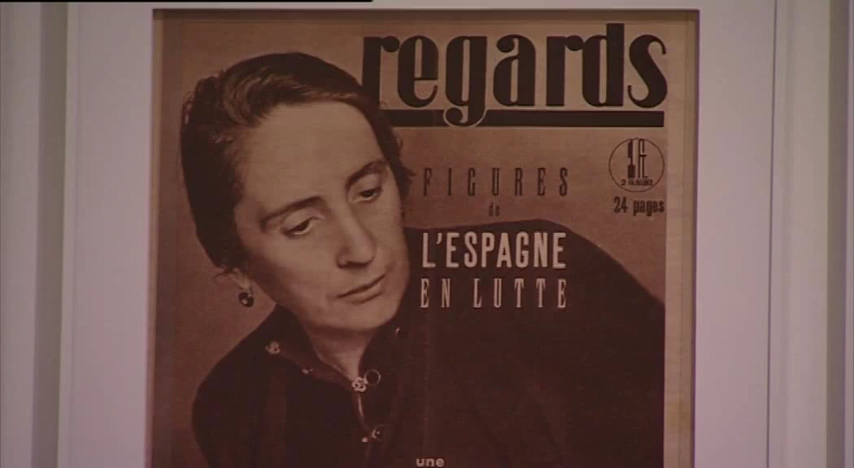 regards
FIGURES
de
L'ESPAGNE
EN LUTTE
24 pages
une